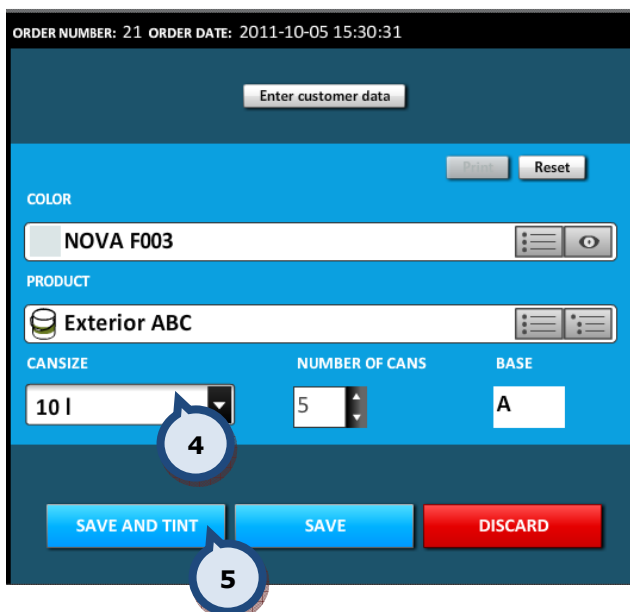 ORDER NUMBER: 21 ORDER DATE: 2011-10-05 15:30:31
Enter customer data
Print Reset
COLOR
NOVA F003
PRODUCT
Exterior ABC
CANSIZE NUMBER OF CANS BASE
10 l 5 A
4
SAVE AND TINT SAVE DISCARD
5